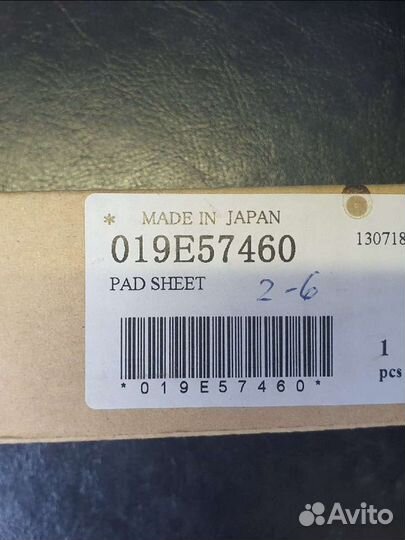 * MADE IN JAPAN
019E57460
130718
PAD SHEET
2-6
1
pcs
*019E57460*
Avito